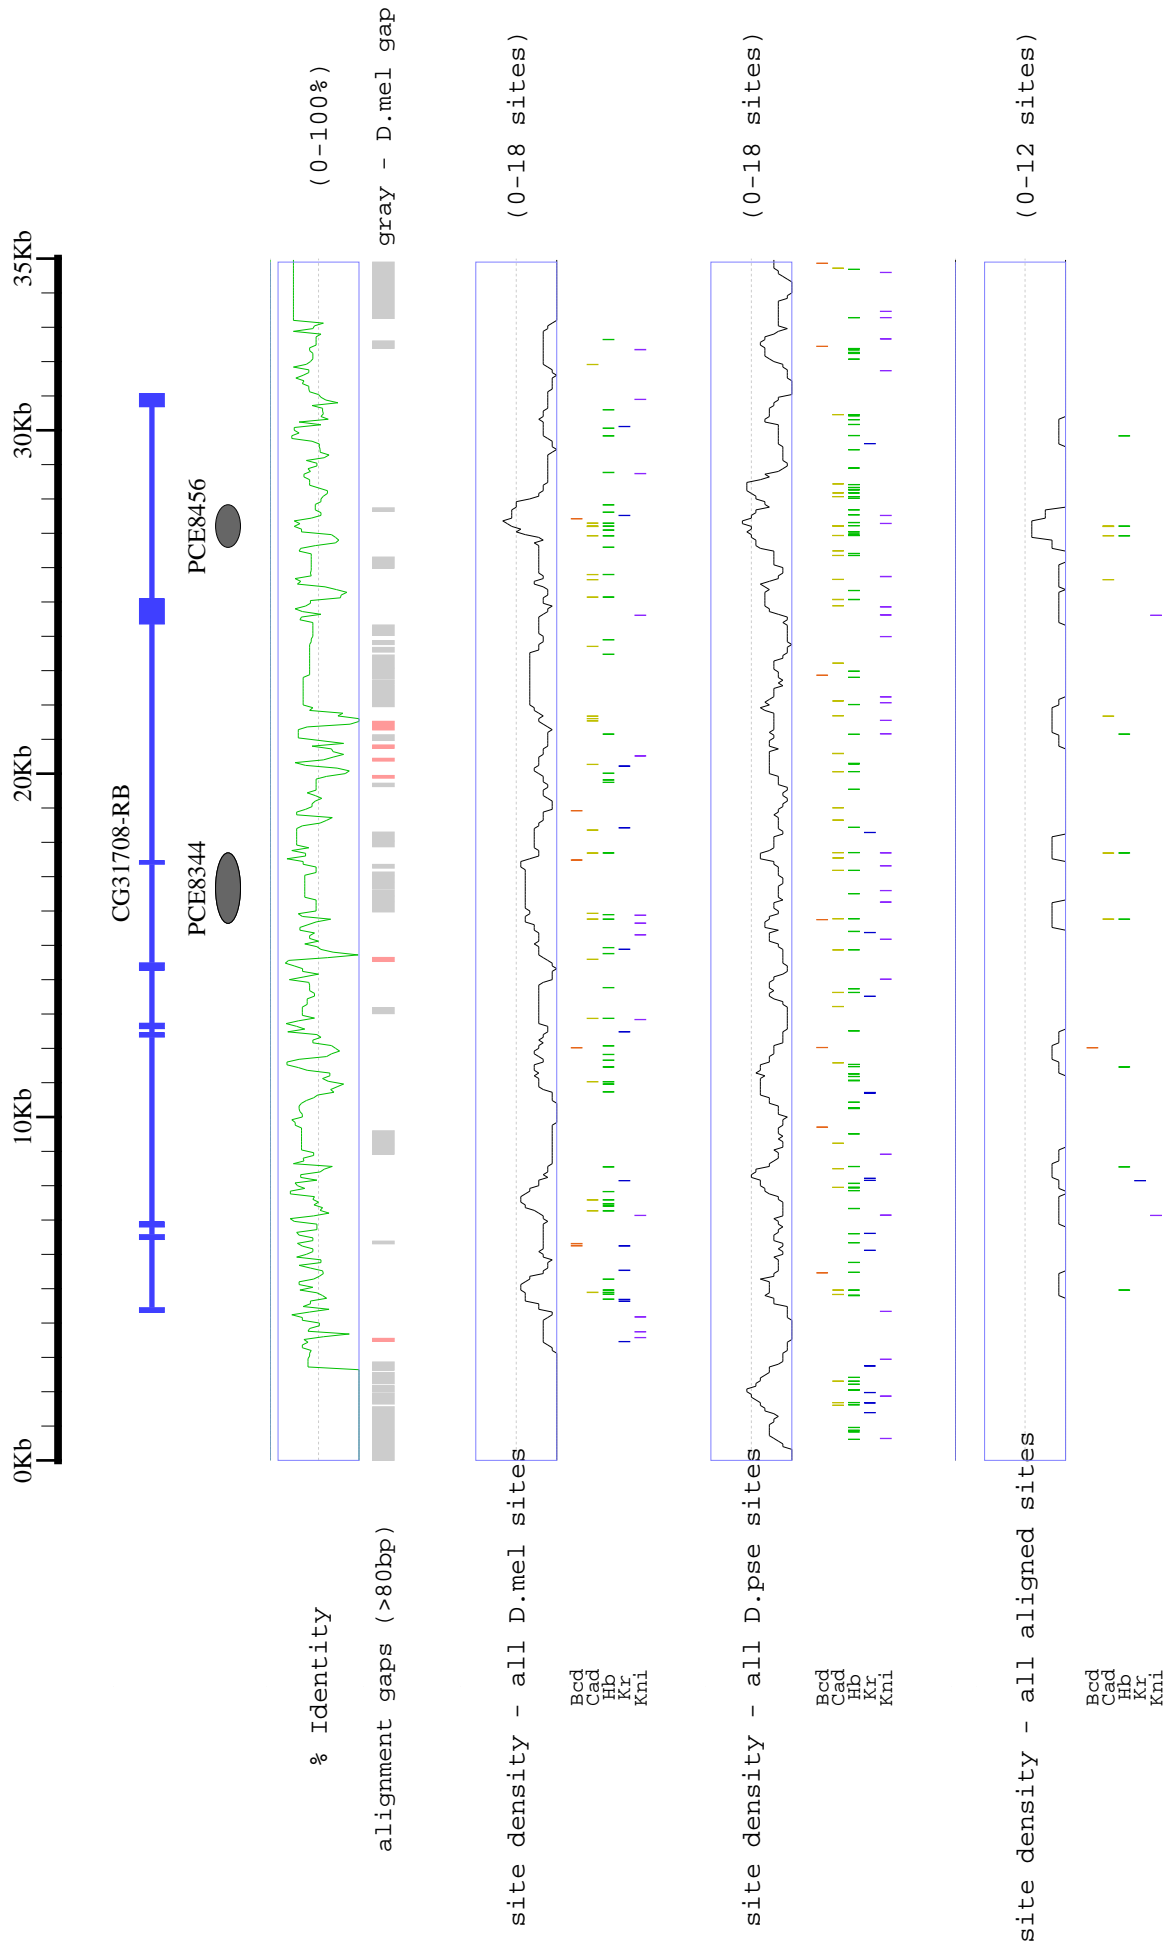 0Kb 10Kb 20Kb 30Kb 35Kb
CG31708-RB
PCE8344 PCE8456
% Identity (0-100%)
alignment gaps (>80bp) gray - D.mel gap
site density - all D.mel sites (0-18 sites)
Bcd
Cad
Hb
Kr
Kni
site density - all D.pse sites (0-18 sites)
Bcd
Cad
Hb
Kr
Kni
site density - all aligned sites (0-12 sites)
Bcd
Cad
Hb
Kr
Kni